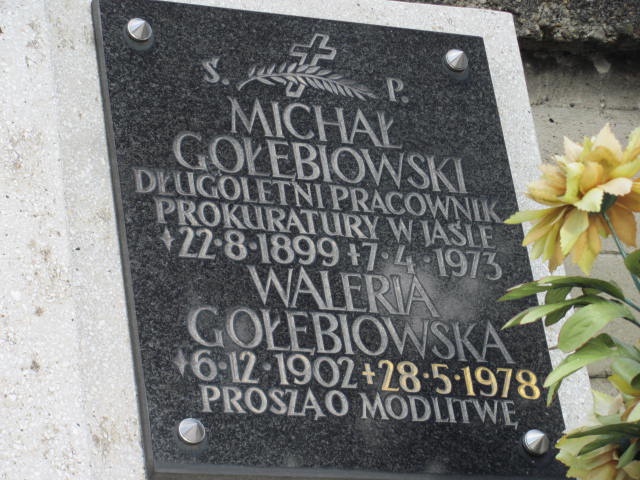 Ś. P.
MICHAŁ
GOŁĘBIOWSKI
DŁUGOLETNI PRACOWNIK
PROKURATURY W JAŚLE
*22·8·1899 +7·4·1973
WALERIA
GOŁĘBIOWSKA
*6·12·1902 +28·5·1978
PROSZĄ O MODLITWĘ